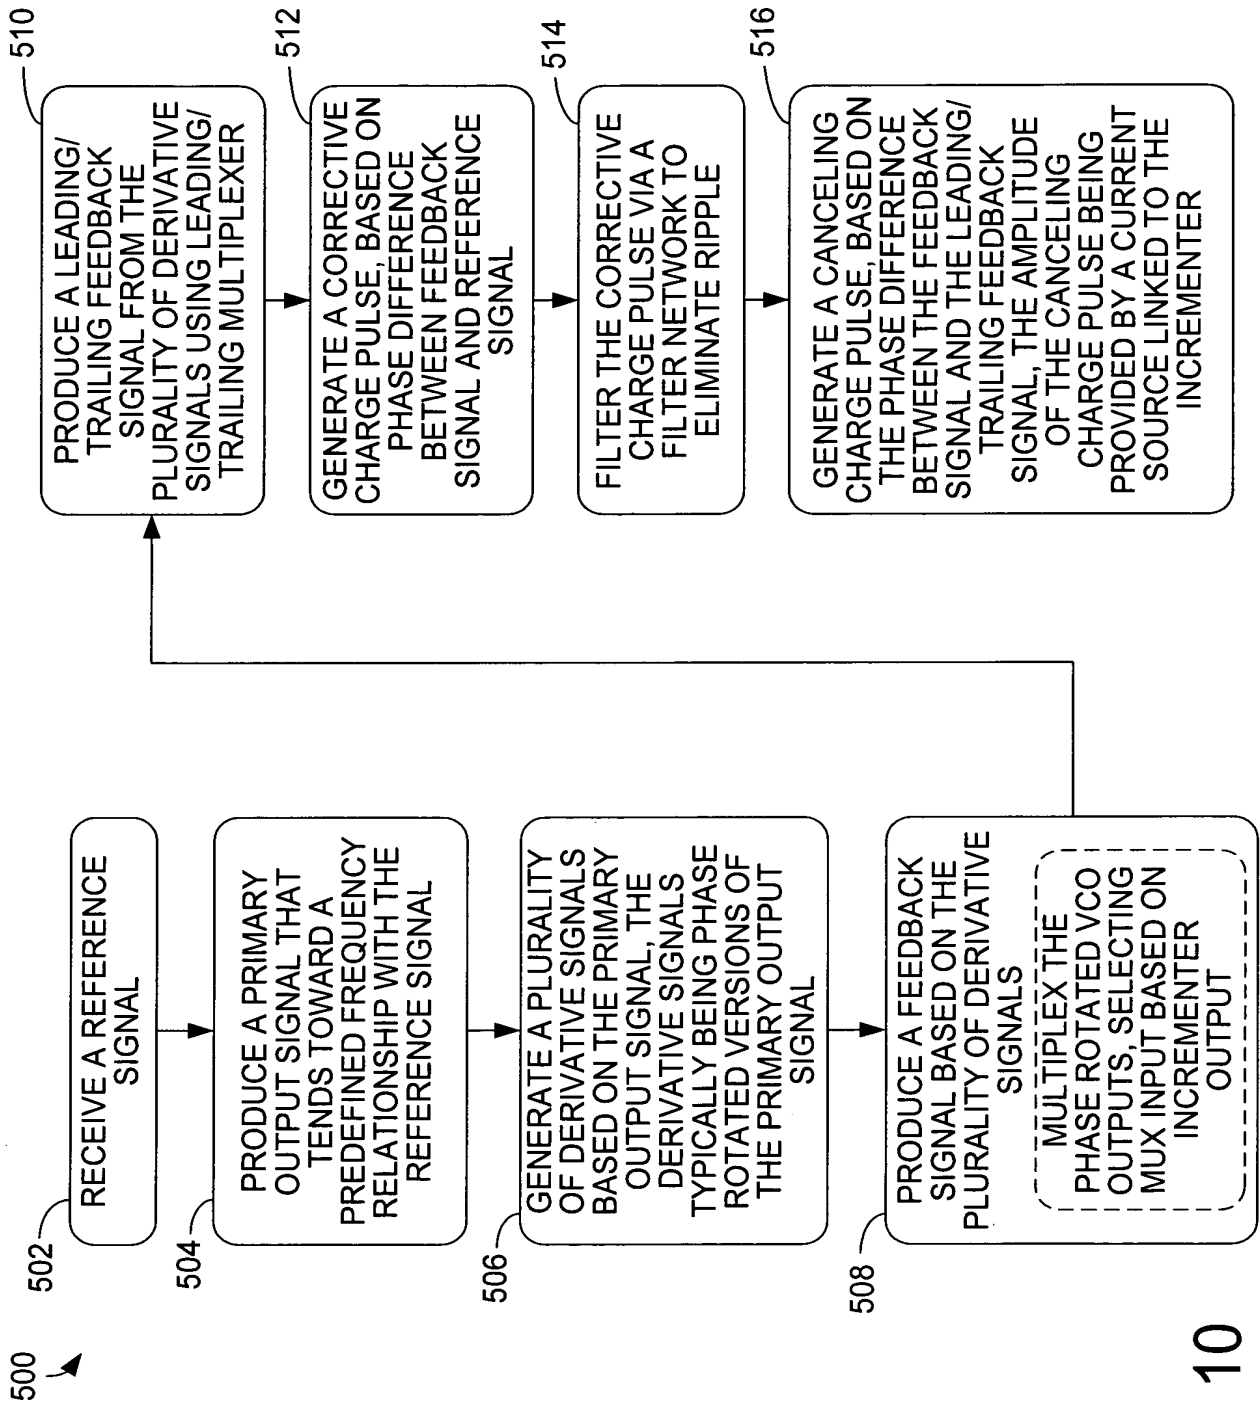 500
502
RECEIVE A REFERENCE
SIGNAL
504
PRODUCE A PRIMARY
OUTPUT SIGNAL THAT
TENDS TOWARD A
PREDEFINED FREQUENCY
RELATIONSHIP WITH THE
REFERENCE SIGNAL
506
GENERATE A PLURALITY
OF DERIVATIVE SIGNALS
BASED ON THE PRIMARY
OUTPUT SIGNAL, THE
DERIVATIVE SIGNALS
TYPICALLY BEING PHASE
ROTATED VERSIONS OF
THE PRIMARY OUTPUT
SIGNAL
508
PRODUCE A FEEDBACK
SIGNAL BASED ON THE
PLURALITY OF DERIVATIVE
SIGNALS
MULTIPLEX THE
PHASE ROTATED VCO
OUTPUTS, SELECTING
MUX INPUT BASED ON
INCREMENTER
OUTPUT
510
PRODUCE A LEADING/
TRAILING FEEDBACK
SIGNAL FROM THE
PLURALITY OF DERIVATIVE
SIGNALS USING LEADING/
TRAILING MULTIPLEXER
512
GENERATE A CORRECTIVE
CHARGE PULSE, BASED ON
PHASE DIFFERENCE
BETWEEN FEEDBACK
SIGNAL AND REFERENCE
SIGNAL
514
FILTER THE CORRECTIVE
CHARGE PULSE VIA A
FILTER NETWORK TO
ELIMINATE RIPPLE
516
GENERATE A CANCELING
CHARGE PULSE, BASED ON
THE PHASE DIFFERENCE
BETWEEN THE FEEDBACK
SIGNAL AND THE LEADING/
TRAILING FEEDBACK
SIGNAL, THE AMPLITUDE
OF THE CANCELING
CHARGE PULSE BEING
PROVIDED BY A CURRENT
SOURCE LINKED TO THE
INCREMENTER
10